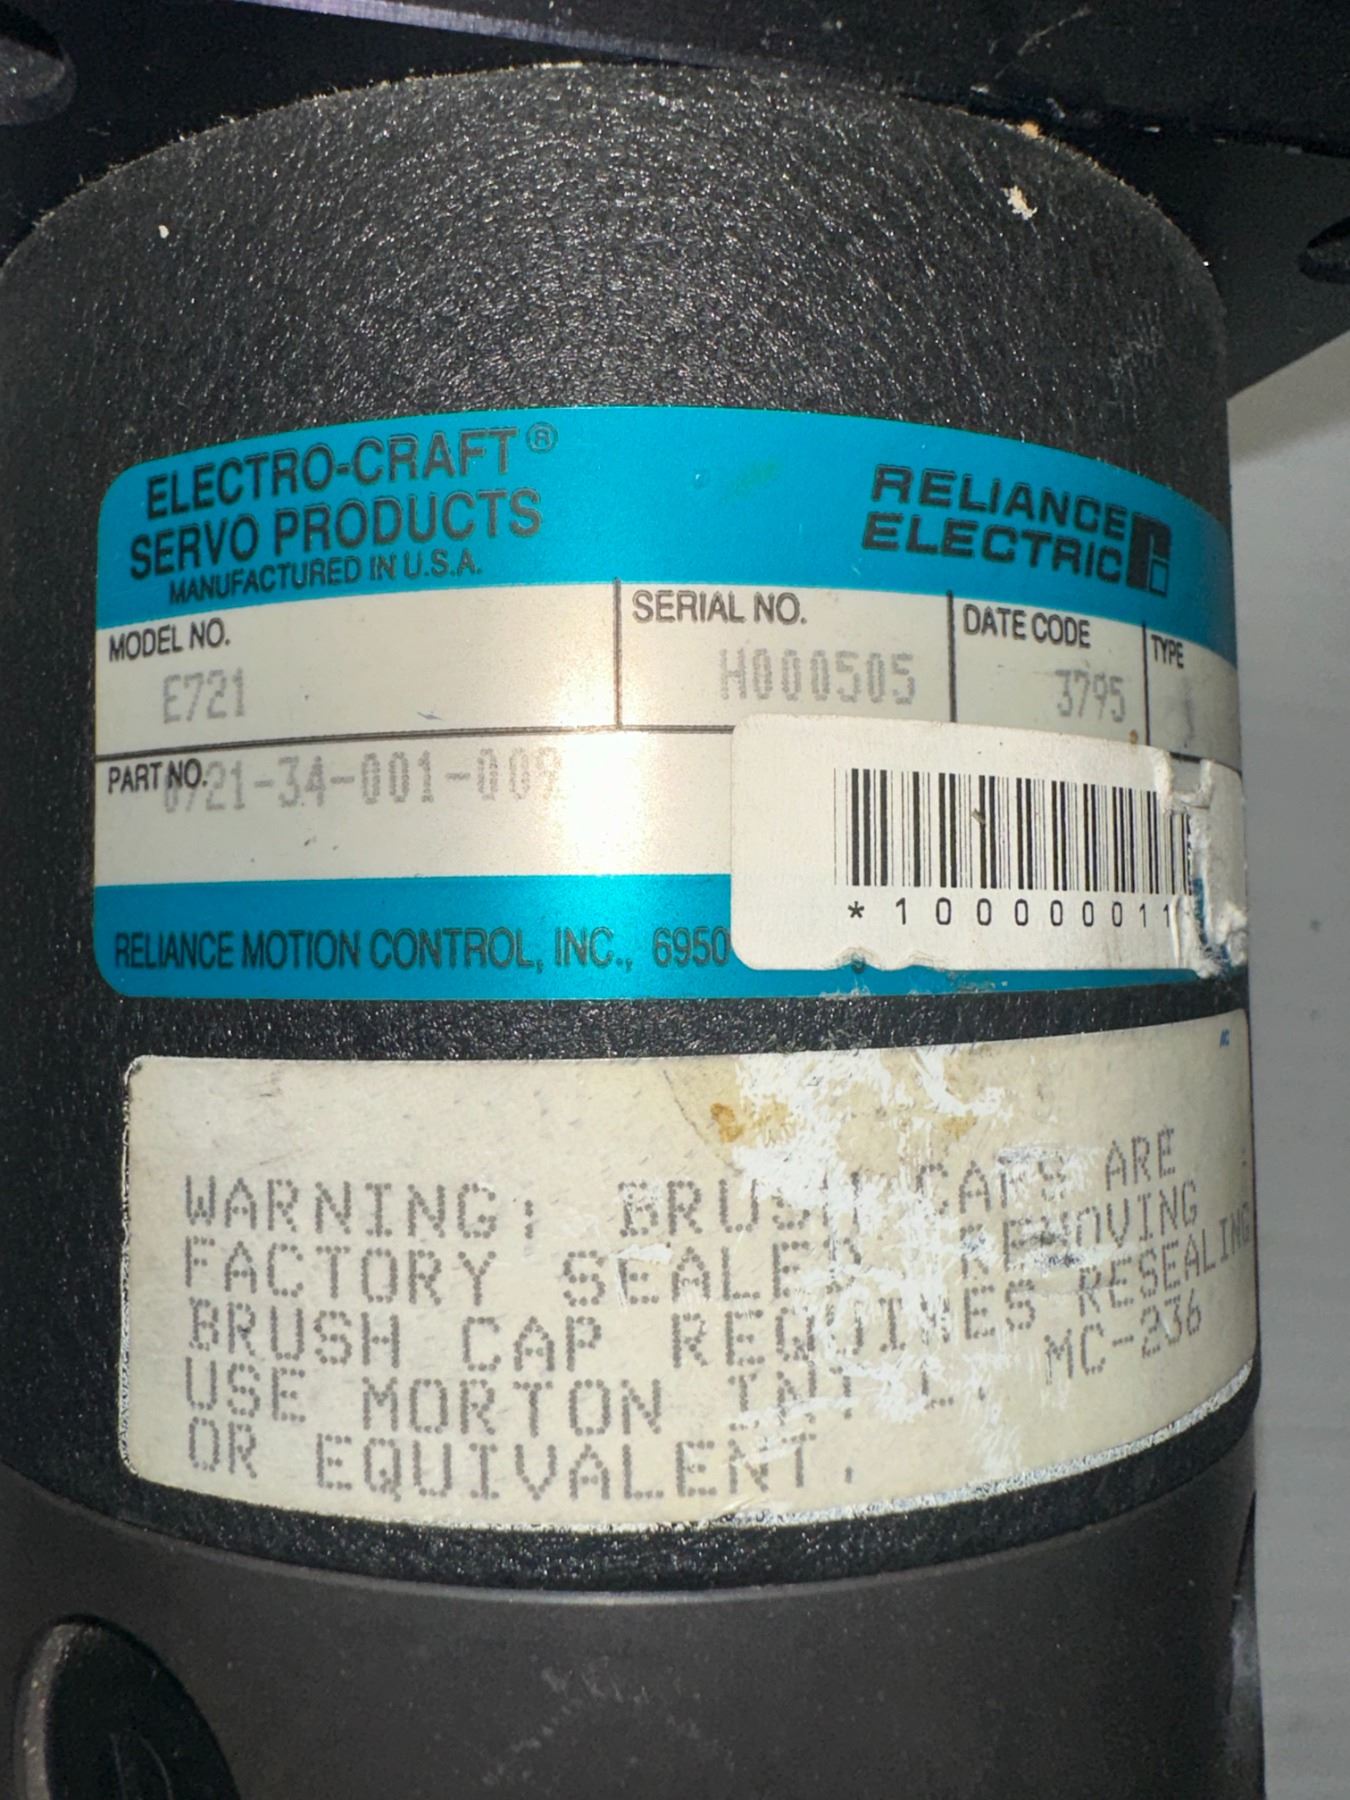 ELECTRO-CRAFT®
SERVO PRODUCTS
MANUFACTURED IN U.S.A.
RELIANCE
ELECTRIC
MODEL NO.
E721
SERIAL NO.
H000505
DATE CODE
3795
TYPE
PART NO.
0721-34-001-009
*1000000011
RELIANCE MOTION CONTROL, INC., 6950
WARNING: BRUSH CAPS ARE
FACTORY SEALED. REMOVING
BRUSH CAP REQUIRES RESEALING
USE MORTON INT'L. MC-236
OR EQUIVALENT.